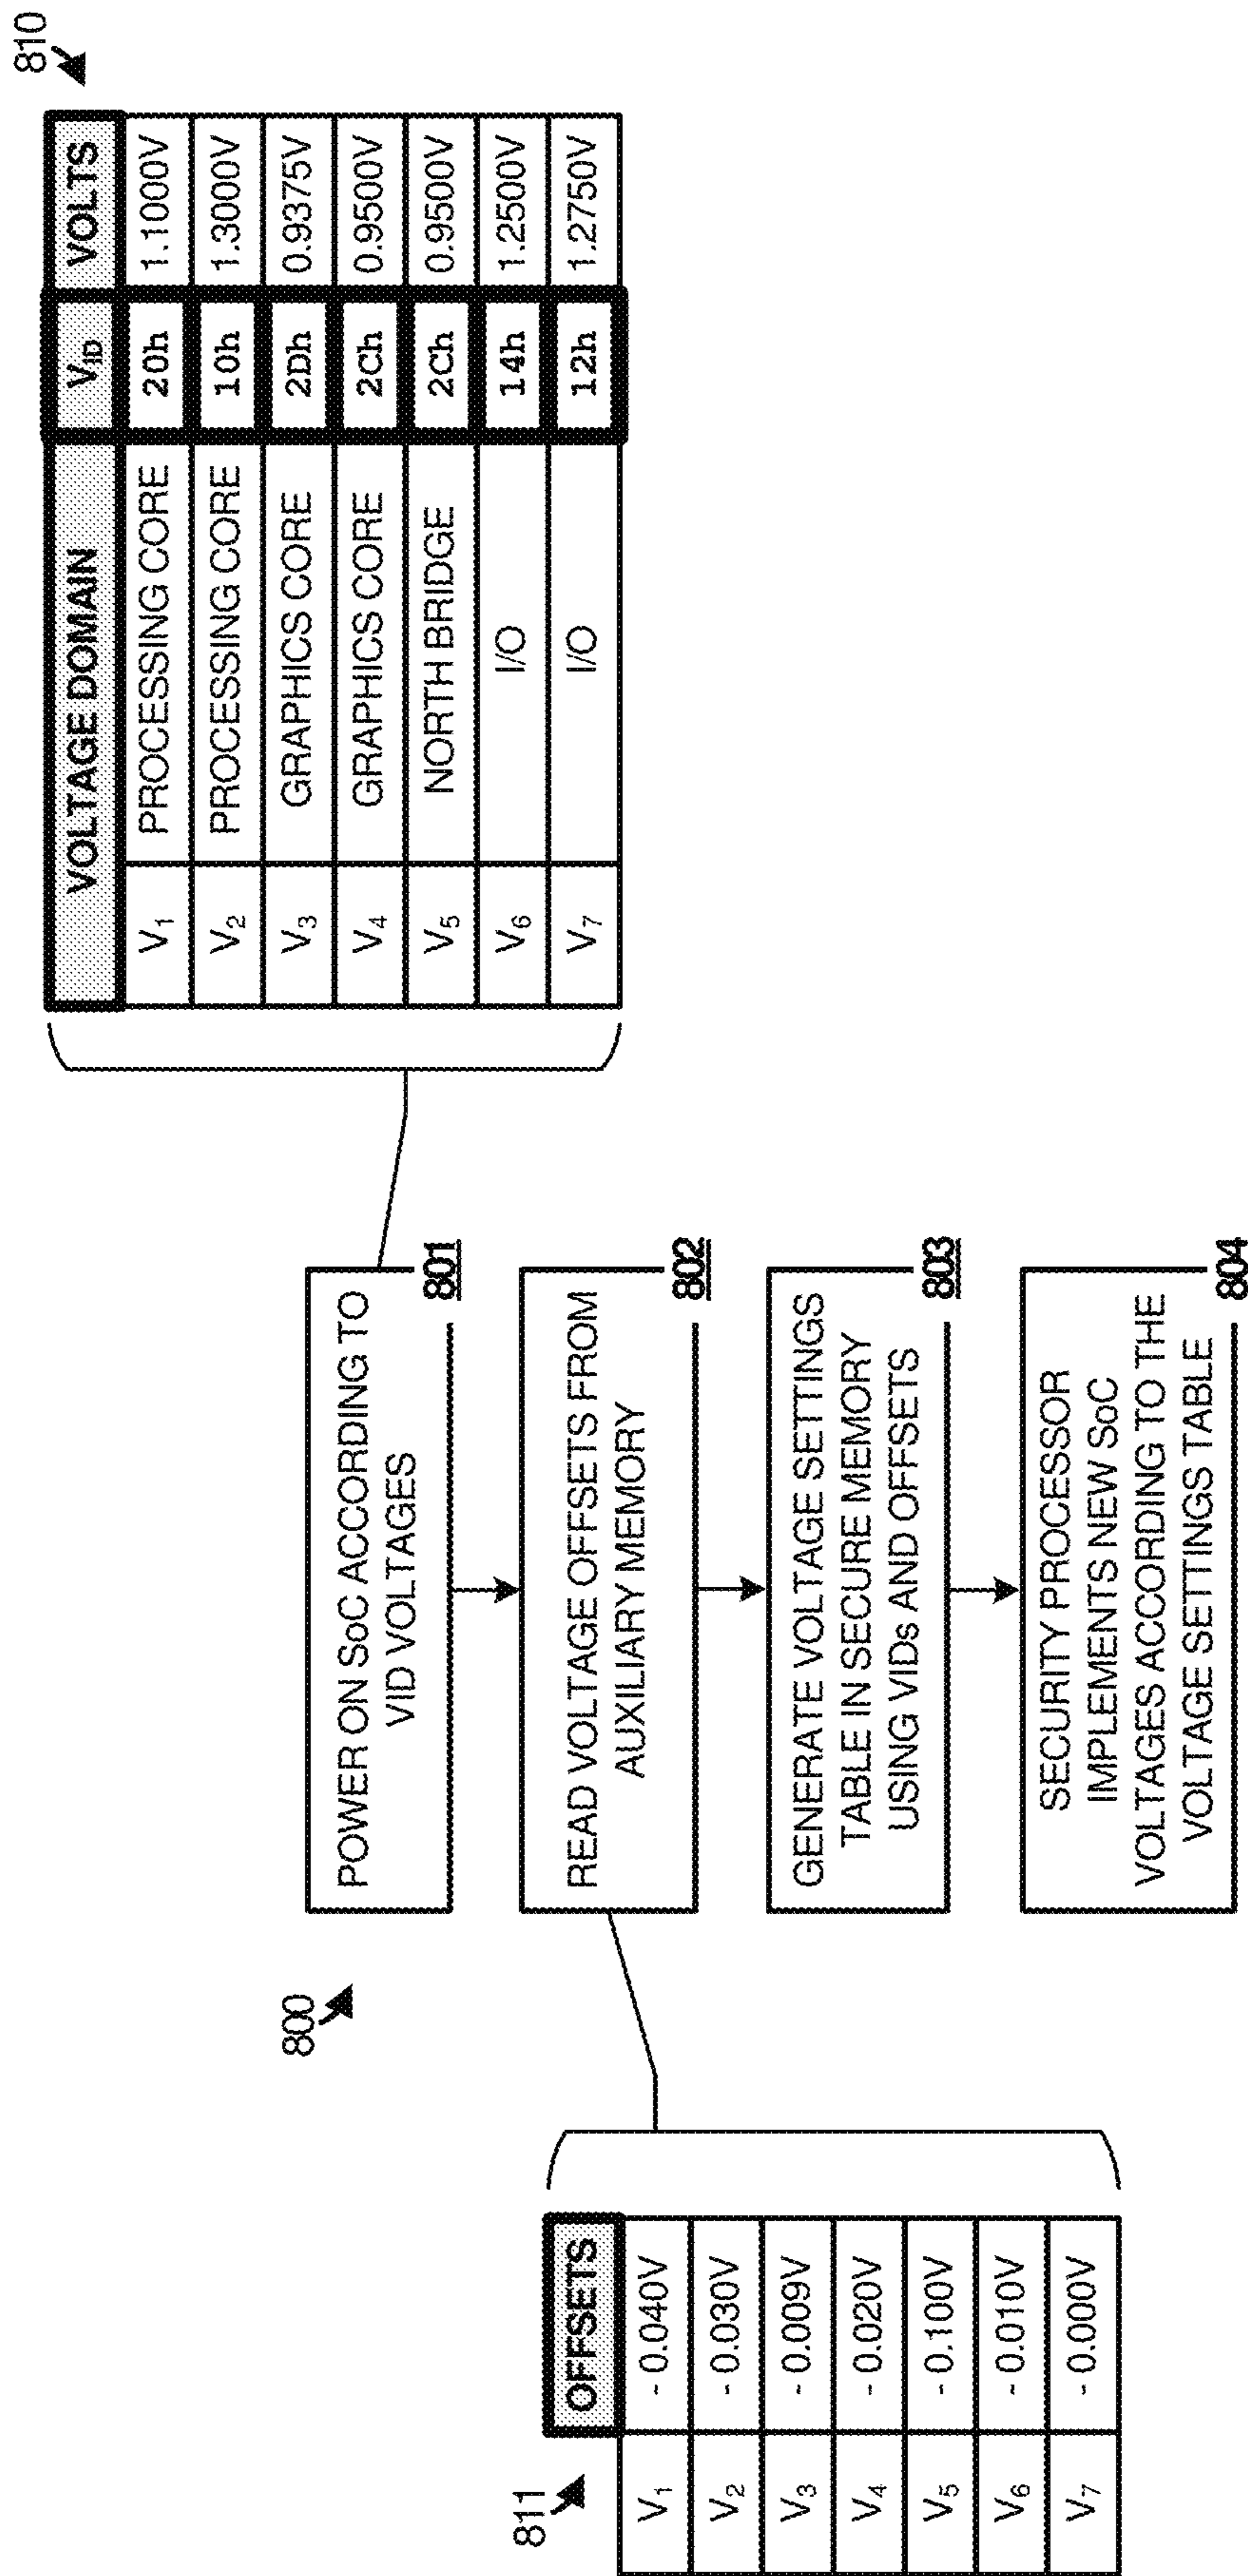 810
VOLTAGE DOMAIN VID VOLTS
V1 PROCESSING CORE 20h 1.1000V
V2 PROCESSING CORE 10h 1.3000V
V3 GRAPHICS CORE 2Dh 0.9375V
V4 GRAPHICS CORE 2Ch 0.9500V
V5 NORTH BRIDGE 2Ch 0.9500V
V6 I/O 14h 1.2500V
V7 I/O 12h 1.2750V
800
POWER ON SoC ACCORDING TO
VID VOLTAGES
801
READ VOLTAGE OFFSETS FROM
AUXILIARY MEMORY
802
GENERATE VOLTAGE SETTINGS
TABLE IN SECURE MEMORY
USING VIDs AND OFFSETS
803
SECURITY PROCESSOR
IMPLEMENTS NEW SoC
VOLTAGES ACCORDING TO THE
VOLTAGE SETTINGS TABLE
804
811
OFFSETS
V1 - 0.040V
V2 - 0.030V
V3 - 0.009V
V4 - 0.020V
V5 - 0.100V
V6 - 0.010V
V7 - 0.000V